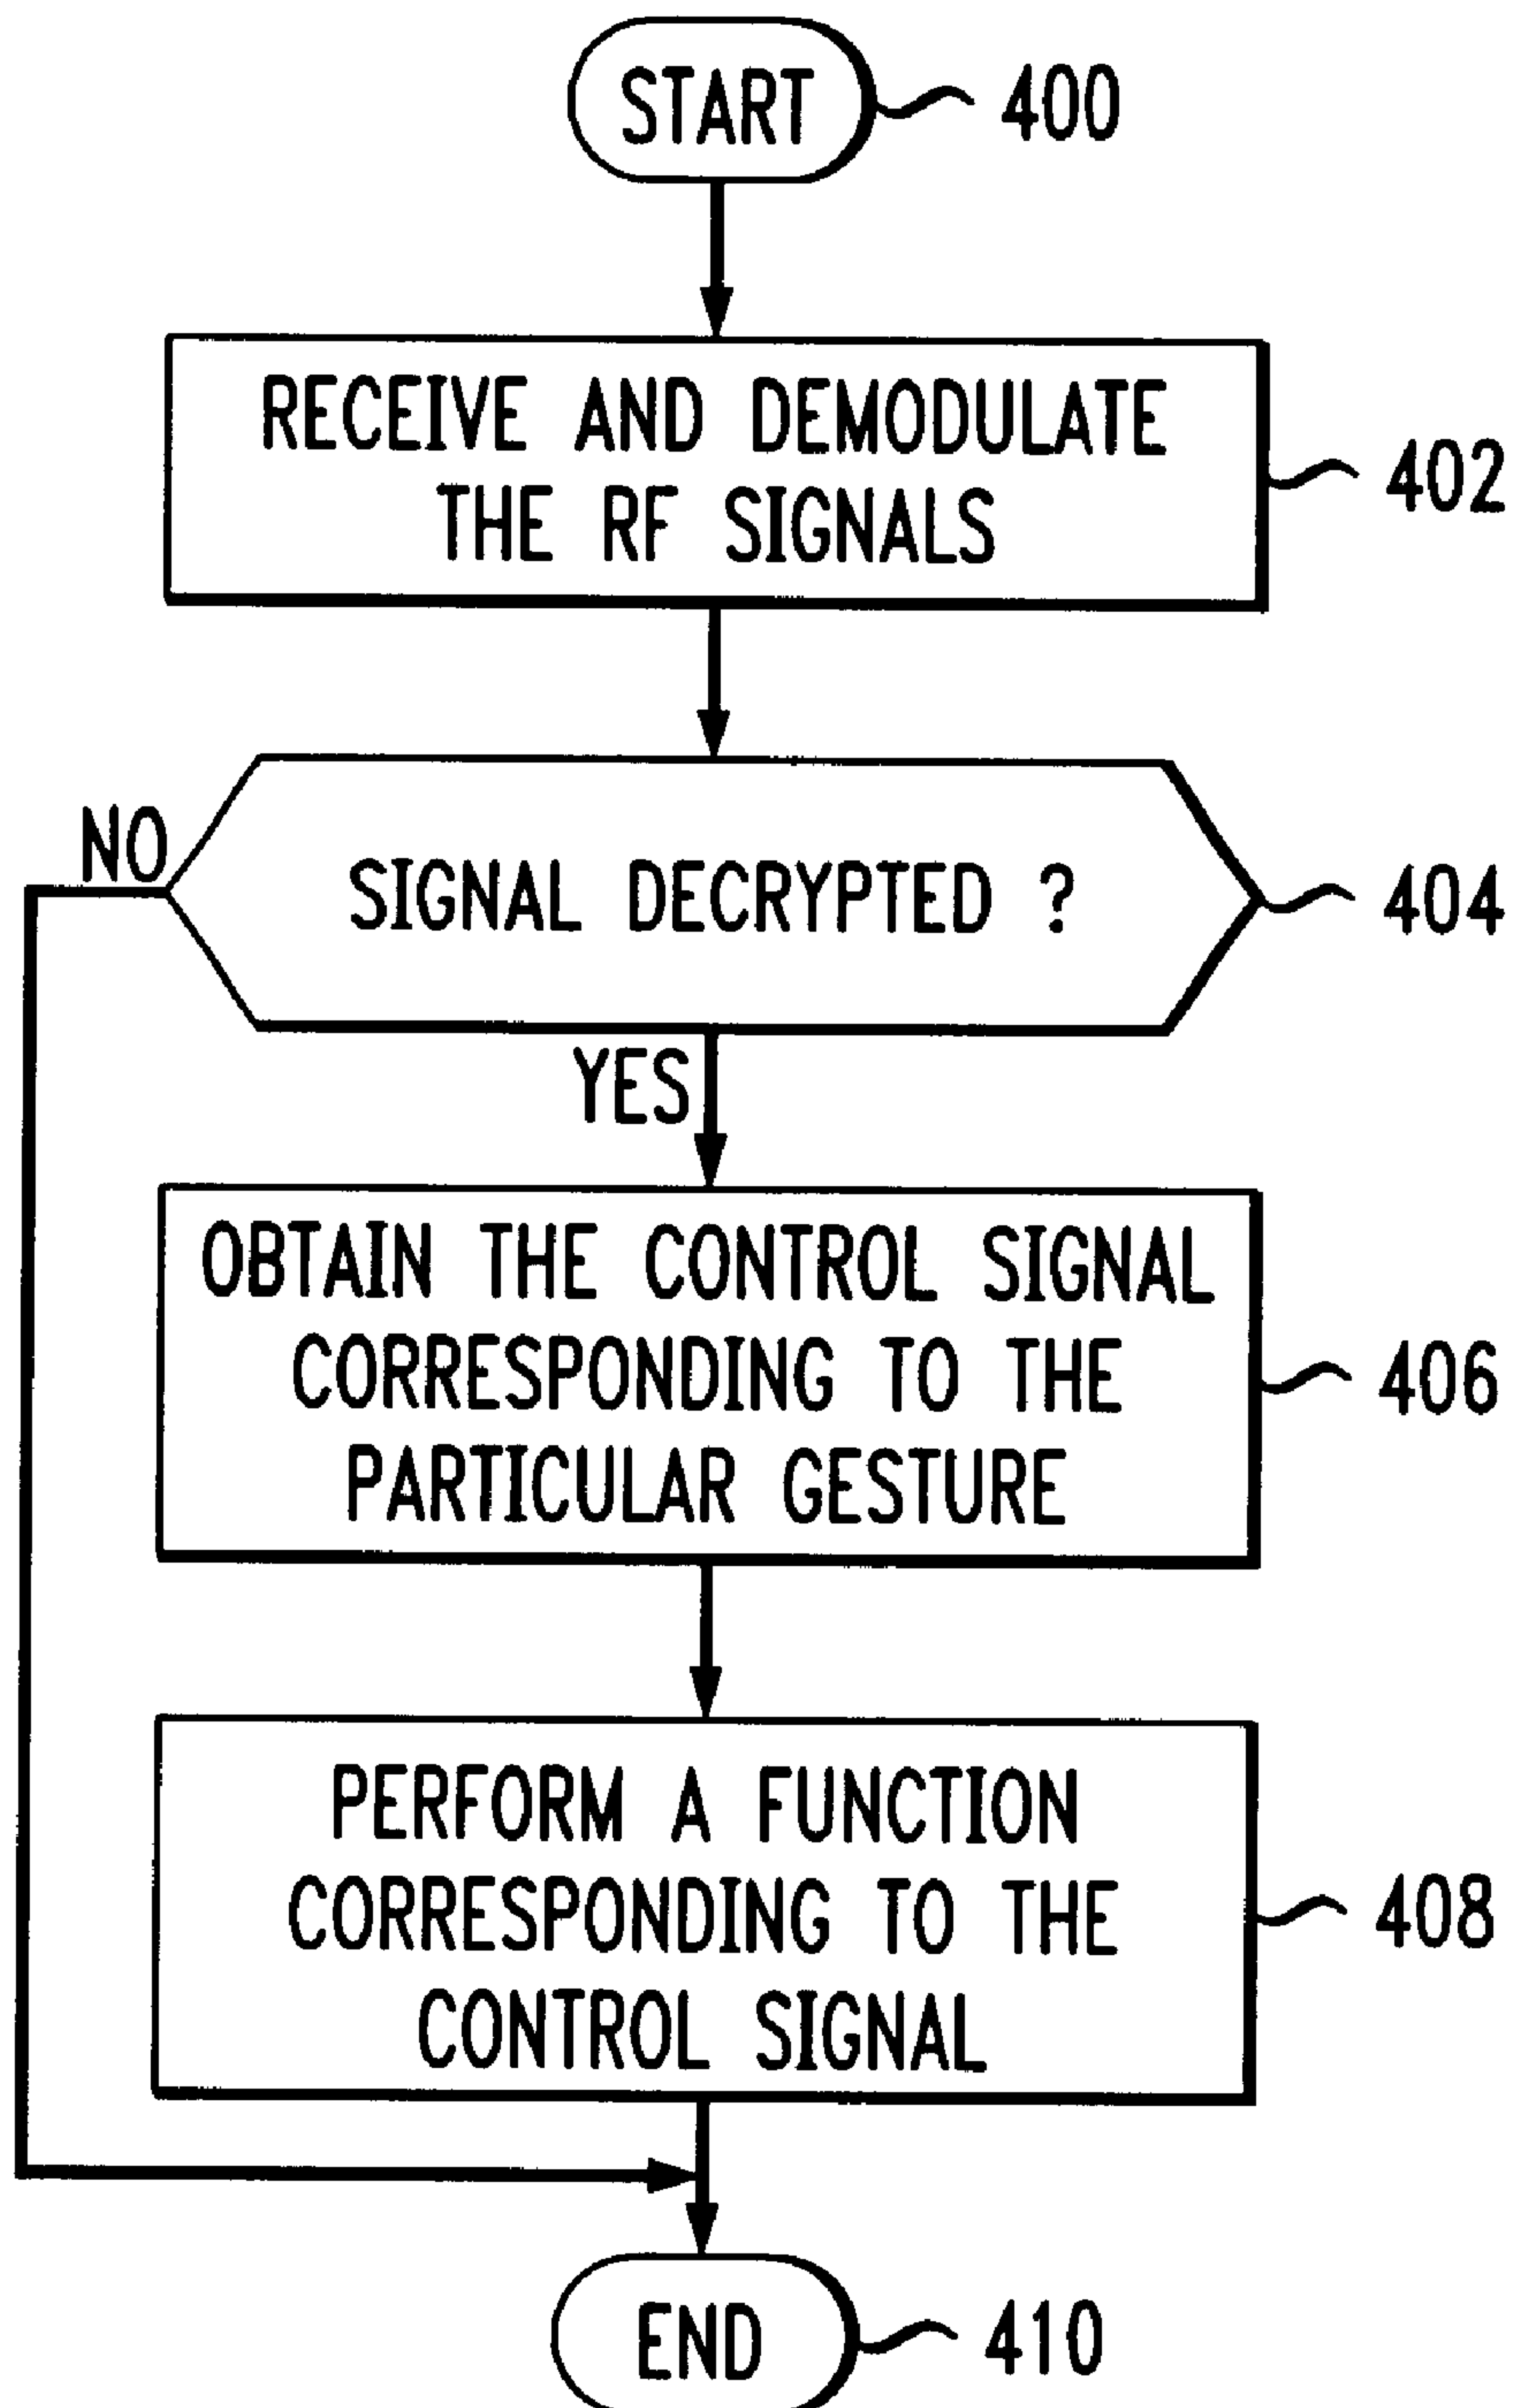 START
400
RECEIVE AND DEMODULATE
THE RF SIGNALS
402
NO
SIGNAL DECRYPTED ?
404
YES
OBTAIN THE CONTROL SIGNAL
CORRESPONDING TO THE
PARTICULAR GESTURE
406
PERFORM A FUNCTION
CORRESPONDING TO THE
CONTROL SIGNAL
408
END
410